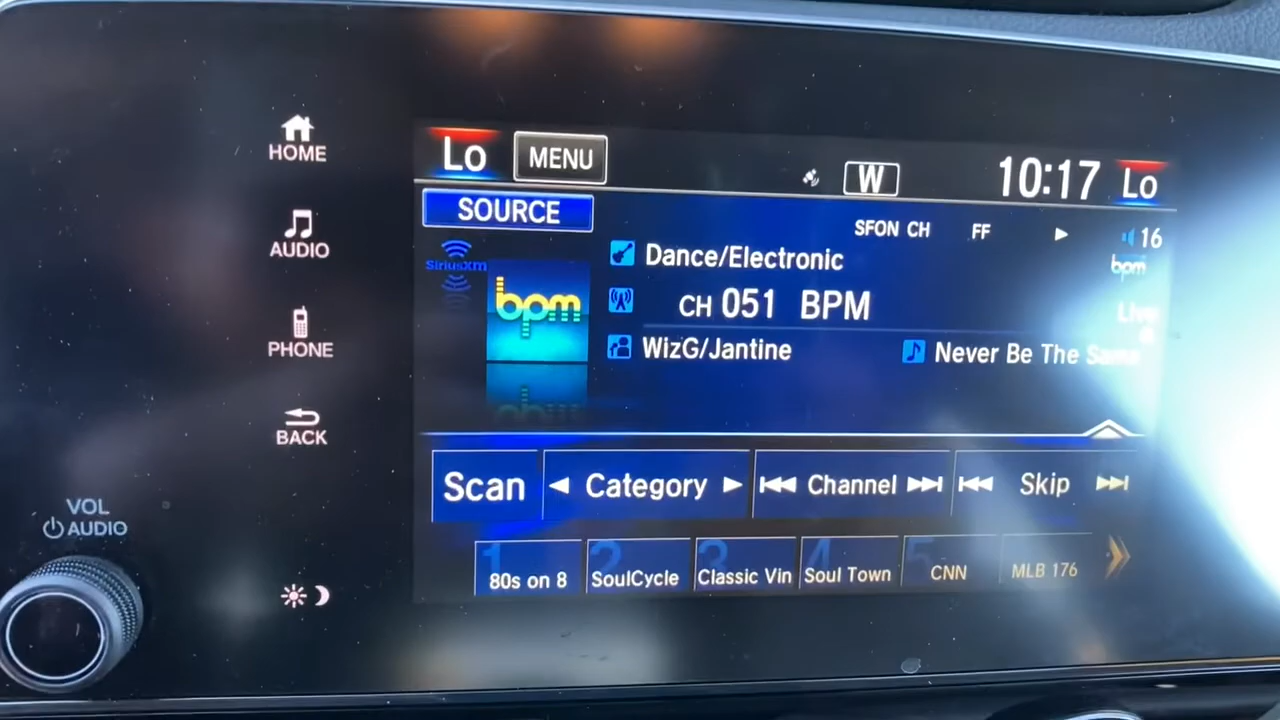 HOME
AUDIO
PHONE
BACK
VOL
AUDIO
Lo MENU W 10:17 Lo
SOURCE
SFON CH FF 16
SiriusXM
bpm
Dance/Electronic
bpm
CH 051 BPM
WizG/Jantine
Never Be The
Scan Category Channel Skip
1 80s on 8
2 SoulCycle
3 Classic Vin
4 Soul Town
5 CNN
MLB 176